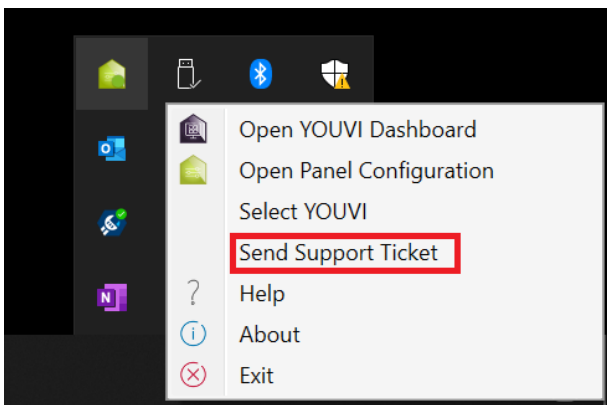 Open YOUVI Dashboard
Open Panel Configuration
Select YOUVI
Send Support Ticket
? Help
i About
Exit
O
N